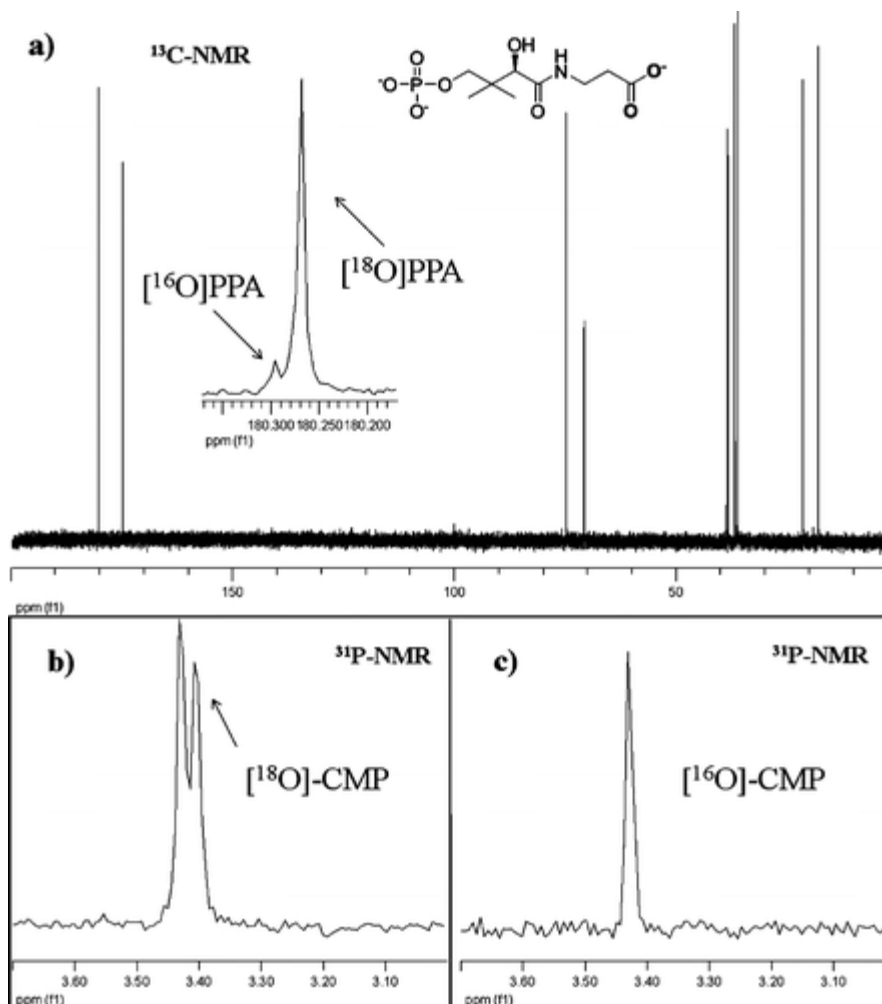 a)
¹³C-NMR
O
OH
H
⁻O-P-O
N
O⁻
O⁻
O
O
[¹⁸O]PPA
[¹⁶O]PPA
180.300 180.250 180.200
ppm (f1)
150 100 50
ppm (f1)
b)
³¹P-NMR
[¹⁸O]-CMP
3.60 3.50 3.40 3.30 3.20 3.10
ppm (f1)
c)
³¹P-NMR
[¹⁶O]-CMP
3.60 3.50 3.40 3.30 3.20 3.10
ppm (f1)